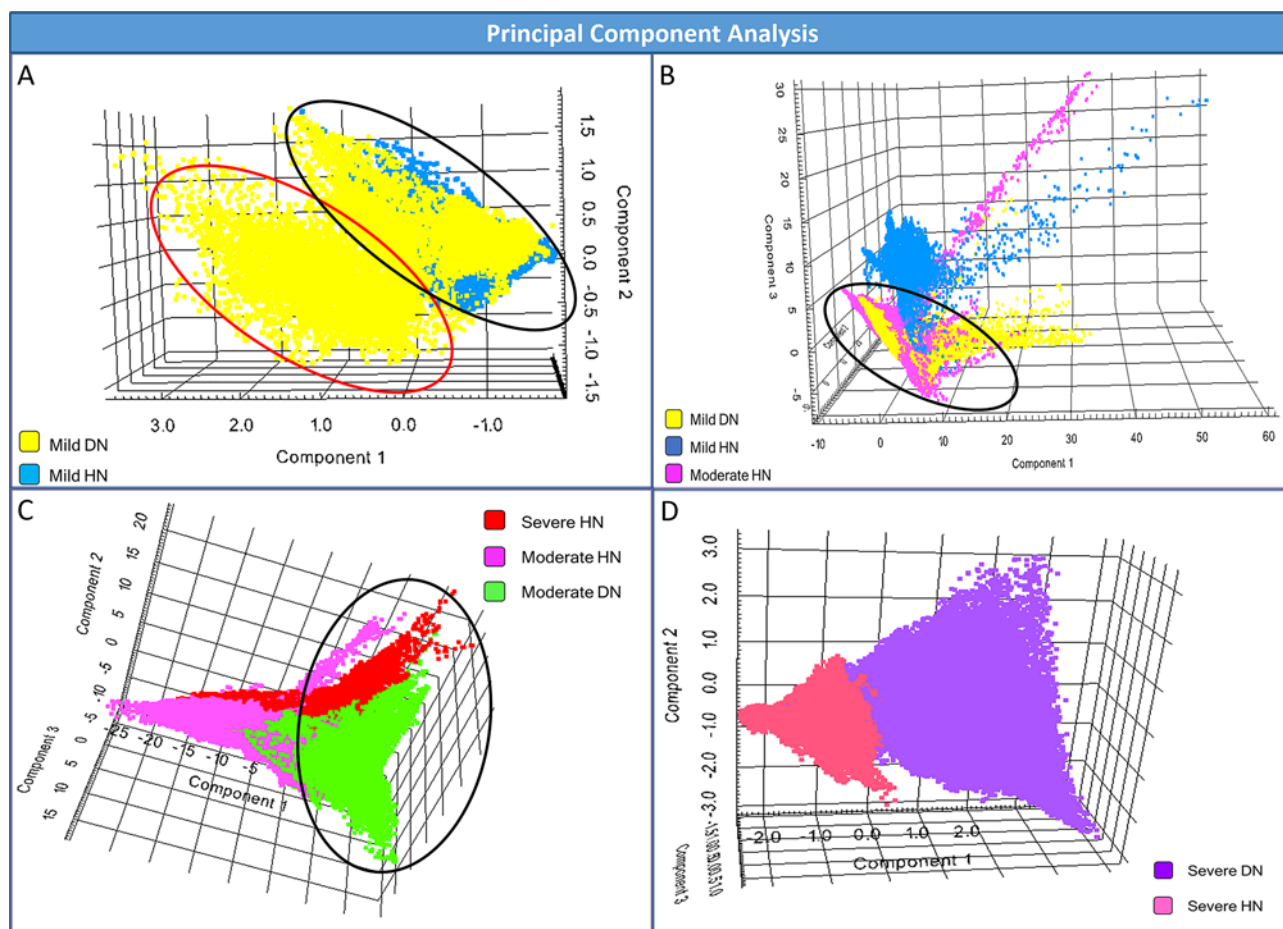 Principal Component Analysis
A
1.5
1.0
0.5
0.0
-0.5
-1.0
-1.5
Component 2
3.0 2.0 1.0 0.0 -1.0
Component 1
Mild DN
Mild HN
B
30
25
20
15
10
5
0
-5
Component 3
-10 0 10 20 30 40 50 60
Component 1
Mild DN
Mild HN
Moderate HN
C
20
15
10
5
0
-5
-10
Component 2
-5
0
5
10
15
Component 3
-25 -20 -15 -10 -5
Component 1
Severe HN
Moderate HN
Moderate DN
D
3.0
2.0
1.0
0.0
-1.0
-2.0
-3.0
Component 2
Component 3
-2.0 -1.0 0.0 1.0 2.0
Component 1
Severe DN
Severe HN